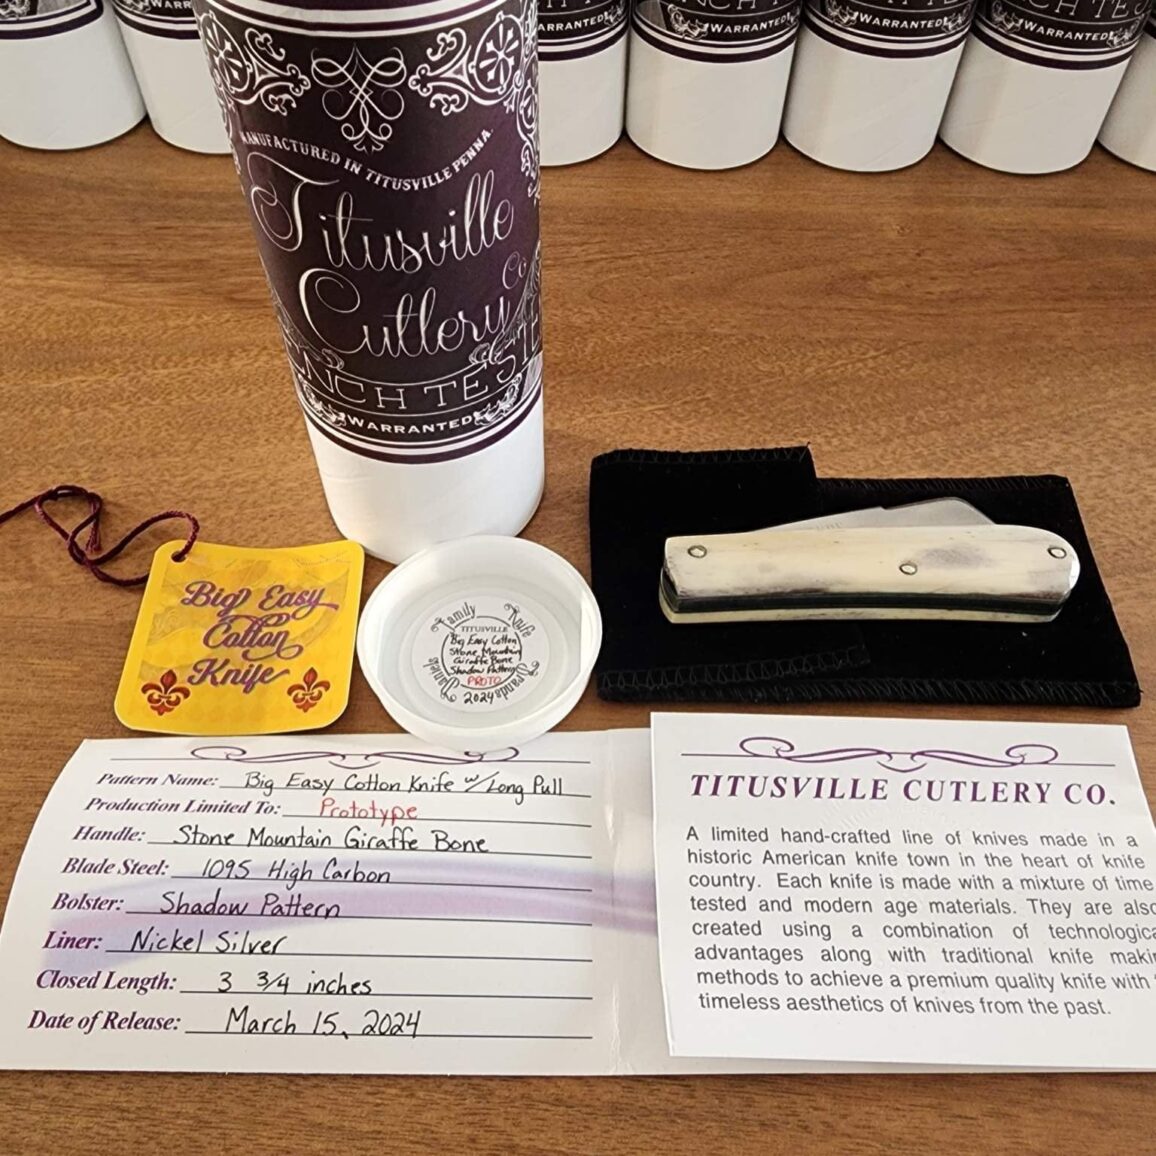 WARRANTED
WARRANTED
WARRANTED
WARRANTED
MANUFACTURED IN TITUSVILLE PENNA.
Titusville
Cutlery Co
WARRANTED
Big Easy
Cotton
Knife
Family Knife
Brands
TITUSVILLE
Big Easy Cotton
Stone Mountain
Giraffe Bone
Shadow Pattern
PROTO
2024
Pattern Name: Big Easy Cotton Knife w/ Long Pull
Production Limited To: Prototype
Handle: Stone Mountain Giraffe Bone
Blade Steel: 1095 High Carbon
Bolster: Shadow Pattern
Liner: Nickel Silver
Closed Length: 3 3/4 inches
Date of Release: March 15, 2024
TITUSVILLE CUTLERY CO.
A limited hand-crafted line of knives made in a
historic American knife town in the heart of knife
country. Each knife is made with a mixture of time
tested and modern age materials. They are also
created using a combination of technologica
advantages along with traditional knife makin
methods to achieve a premium quality knife with
timeless aesthetics of knives from the past.